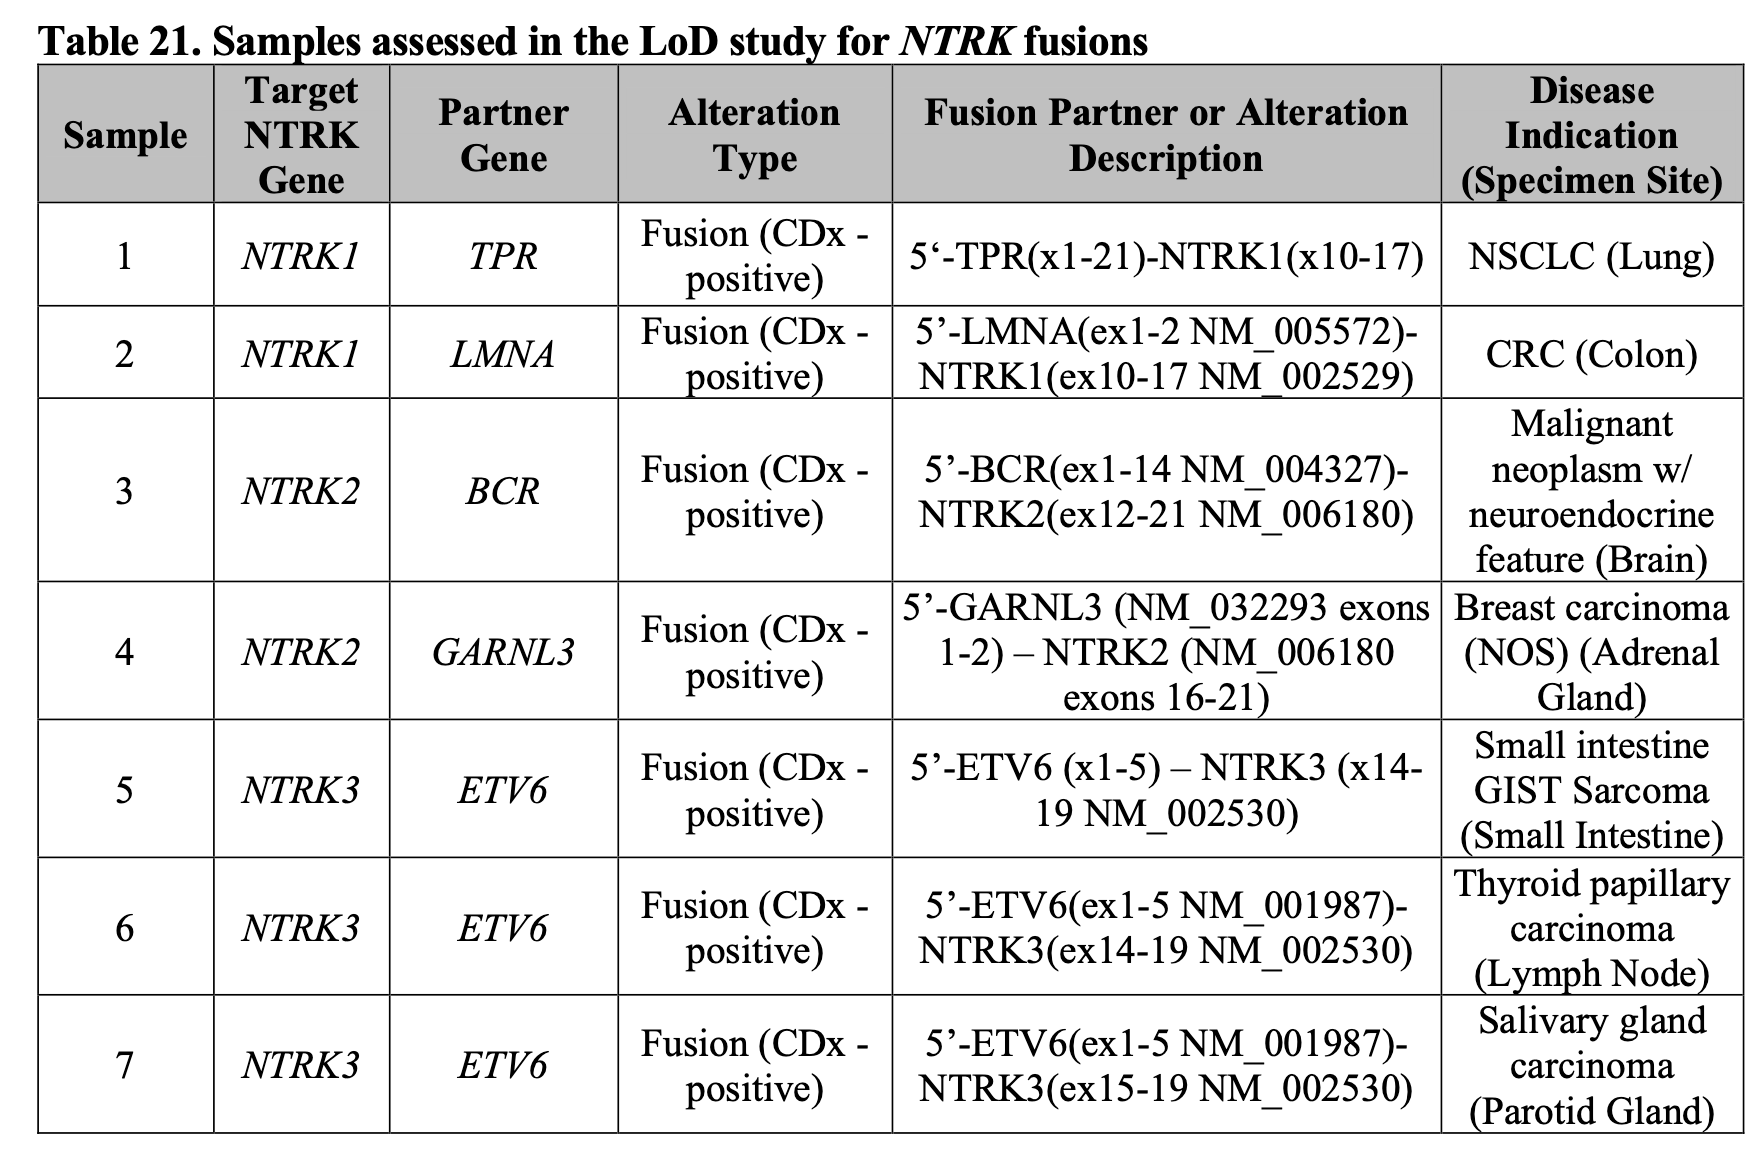 Table 21. Samples assessed in the LoD study for NTRK fusions
Sample
Target
NTRK
Gene
Partner
Gene
Alteration
Type
Fusion Partner or Alteration
Description
Disease
Indication
(Specimen Site)
1
NTRK1
TPR
Fusion (CDx -
positive)
5‘-TPR(x1-21)-NTRK1(x10-17)
NSCLC (Lung)
2
NTRK1
LMNA
Fusion (CDx -
positive)
5’-LMNA(ex1-2 NM_005572)-
NTRK1(ex10-17 NM_002529)
CRC (Colon)
3
NTRK2
BCR
Fusion (CDx -
positive)
5’-BCR(ex1-14 NM_004327)-
NTRK2(ex12-21 NM_006180)
Malignant
neoplasm w/
neuroendocrine
feature (Brain)
4
NTRK2
GARNL3
Fusion (CDx -
positive)
5’-GARNL3 (NM_032293 exons
1-2) – NTRK2 (NM_006180
exons 16-21)
Breast carcinoma
(NOS) (Adrenal
Gland)
5
NTRK3
ETV6
Fusion (CDx -
positive)
5’-ETV6 (x1-5) – NTRK3 (x14-
19 NM_002530)
Small intestine
GIST Sarcoma
(Small Intestine)
6
NTRK3
ETV6
Fusion (CDx -
positive)
5’-ETV6(ex1-5 NM_001987)-
NTRK3(ex14-19 NM_002530)
Thyroid papillary
carcinoma
(Lymph Node)
7
NTRK3
ETV6
Fusion (CDx -
positive)
5’-ETV6(ex1-5 NM_001987)-
NTRK3(ex15-19 NM_002530)
Salivary gland
carcinoma
(Parotid Gland)